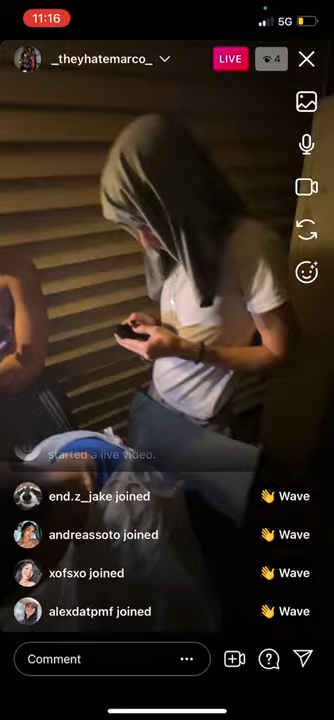 11:16
5G
_theyhatemarco_
LIVE
4
started a live video.
end.z_jake joined
Wave
andreassoto joined
Wave
xofsxo joined
Wave
alexdatpmf joined
Wave
Comment